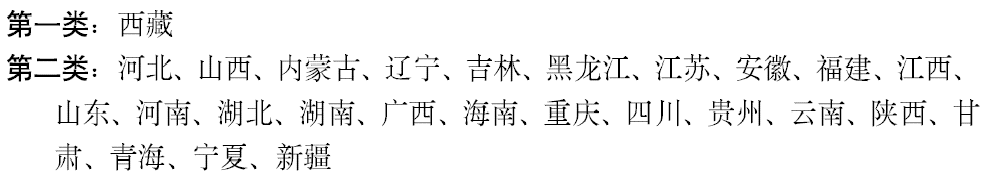 第一类：西藏
第二类：河北、山西、内蒙古、辽宁、吉林、黑龙江、江苏、安徽、福建、江西、
山东、河南、湖北、湖南、广西、海南、重庆、四川、贵州、云南、陕西、甘
肃、青海、宁夏、新疆